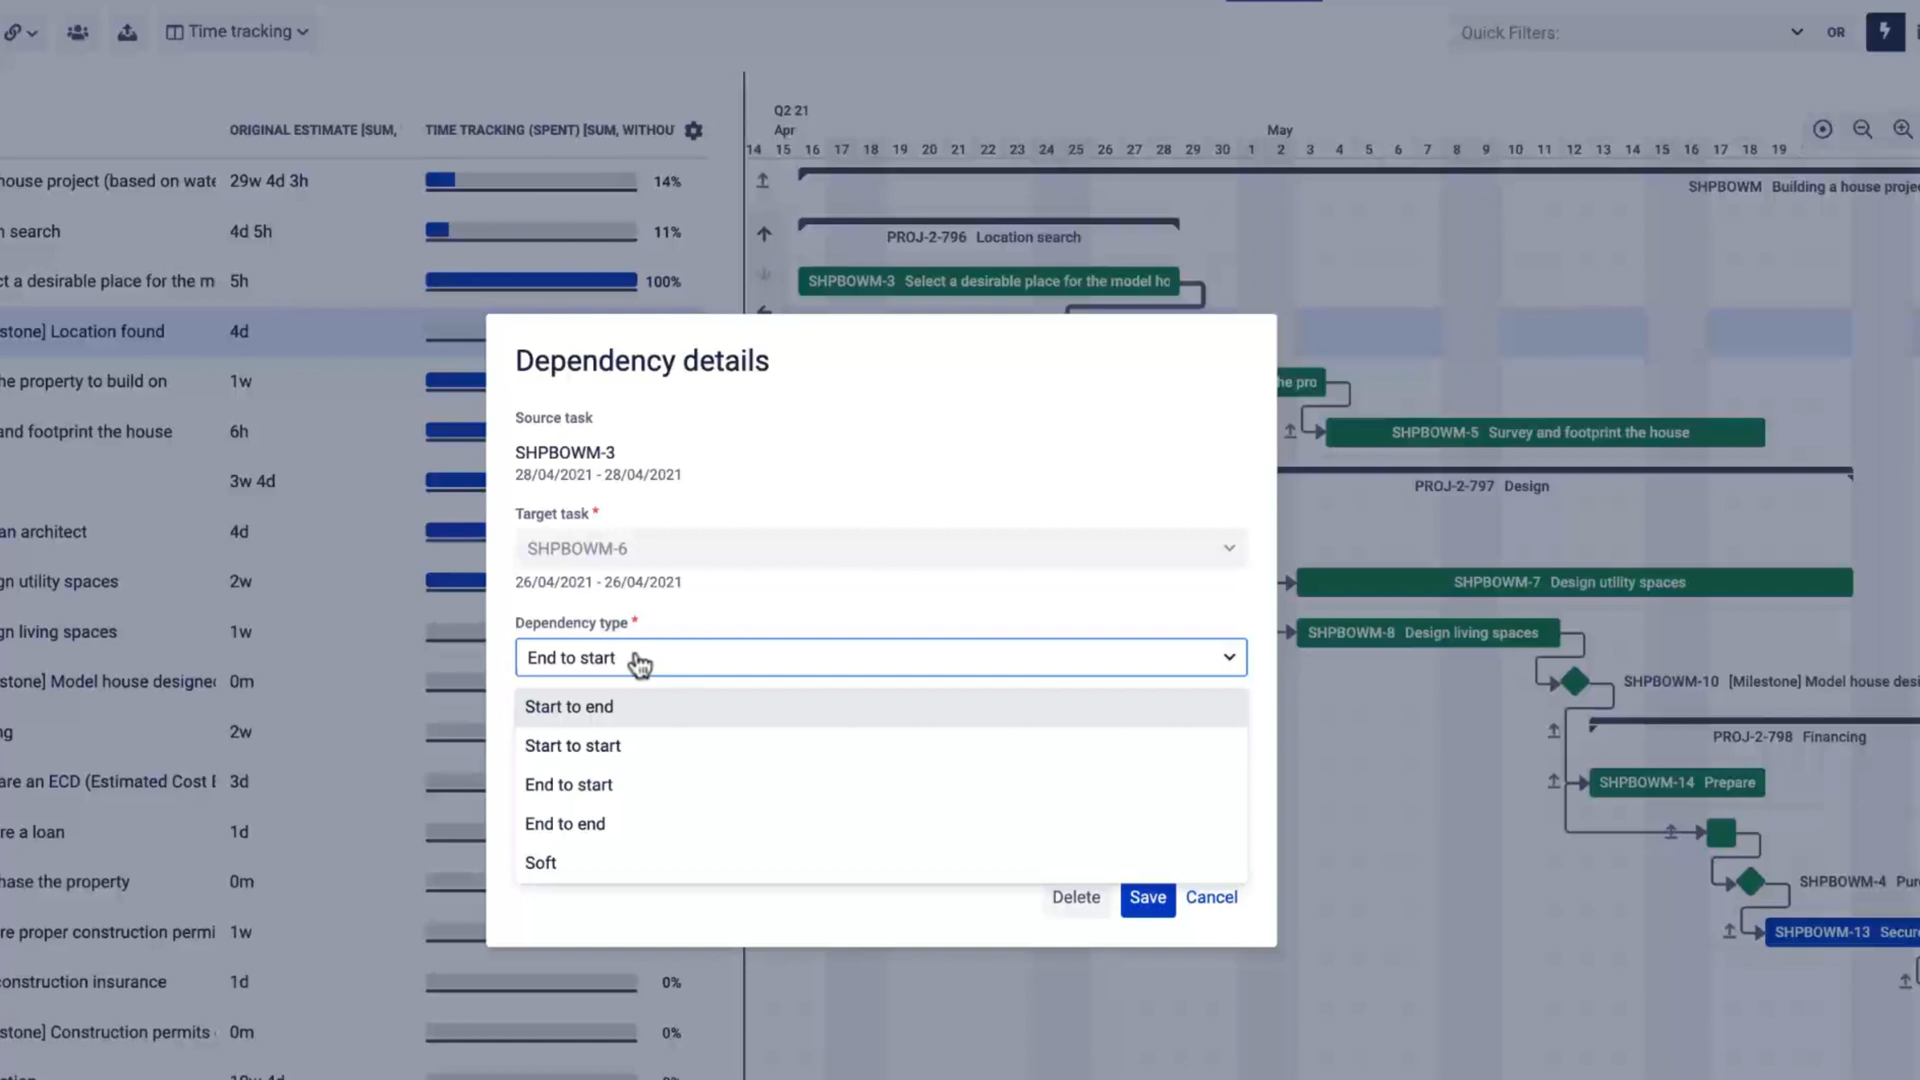 Time tracking
Quick Filters:
OR
ORIGINAL ESTIMATE [SUM,
TIME TRACKING (SPENT) [SUM, WITHOU
Q2 21
Apr
May
14 15 16 17 18 19 20 21 22 23 24 25 26 27 28 29 30 1 2 3 4 5 6 7 8 9 10 11 12 13 14 15 16 17 18 19
house project (based on wate 29w 4d 3h 14%
SHPBOWM Building a house projec
n search 4d 5h 11%
PROJ-2-796 Location search
ct a desirable place for the m 5h 100%
SHPBOWM-3 Select a desirable place for the model ho
stone] Location found 4d
he property to build on 1w
he pro
and footprint the house 6h
SHPBOWM-5 Survey and footprint the house
3w 4d
PROJ-2-797 Design
an architect 4d
gn utility spaces 2w
SHPBOWM-7 Design utility spaces
gn living spaces 1w
SHPBOWM-8 Design living spaces
stone] Model house designed 0m
SHPBOWM-10 [Milestone] Model house desi
ng 2w
PROJ-2-798 Financing
are an ECD (Estimated Cost E 3d
SHPBOWM-14 Prepare
re a loan 1d
hase the property 0m
SHPBOWM-4 Pur
re proper construction permi 1w
SHPBOWM-13 Secure
construction insurance 1d 0%
stone] Construction permits 0m 0%
Dependency details
Source task
SHPBOWM-3
28/04/2021 - 28/04/2021
Target task *
SHPBOWM-6
26/04/2021 - 26/04/2021
Dependency type *
End to start
Start to end
Start to start
End to start
End to end
Soft
Delete
Save
Cancel